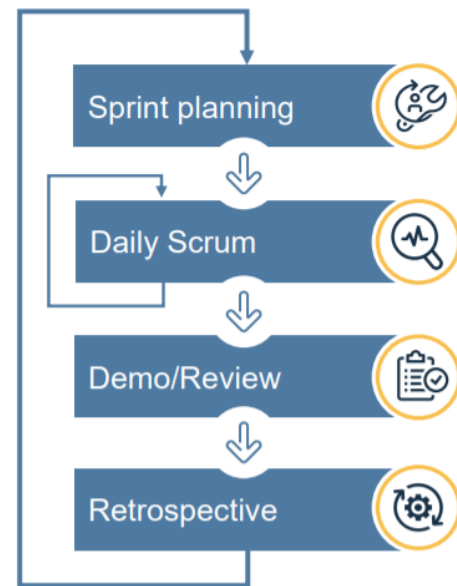 Sprint planning
Daily Scrum
Demo/Review
Retrospective